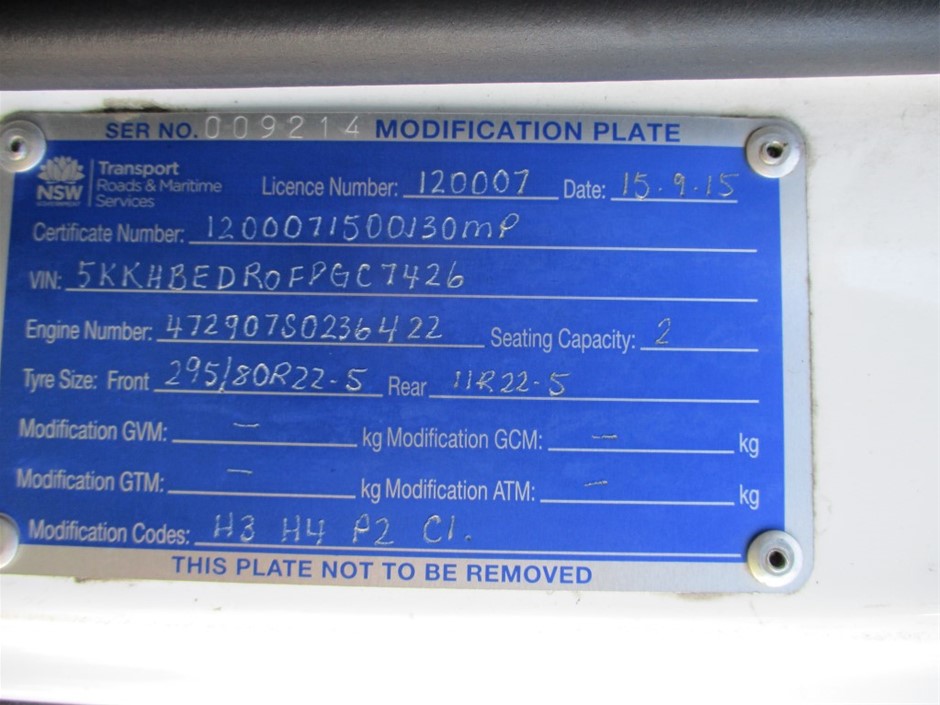 SER NO. 009214 MODIFICATION PLATE
NSW GOVERNMENT Transport Roads & Maritime Services
Licence Number: 120007 Date: 15.9.15
Certificate Number: 1200071500130MP
VIN: 5KKHBEDR0FPGC7426
Engine Number: 472907S0236422 Seating Capacity: 2
Tyre Size: Front 295/80R22-5 Rear 11R22-5
Modification GVM: - kg Modification GCM: - kg
Modification GTM: - kg Modification ATM: - kg
Modification Codes: H3 H4 P2 C1.
THIS PLATE NOT TO BE REMOVED